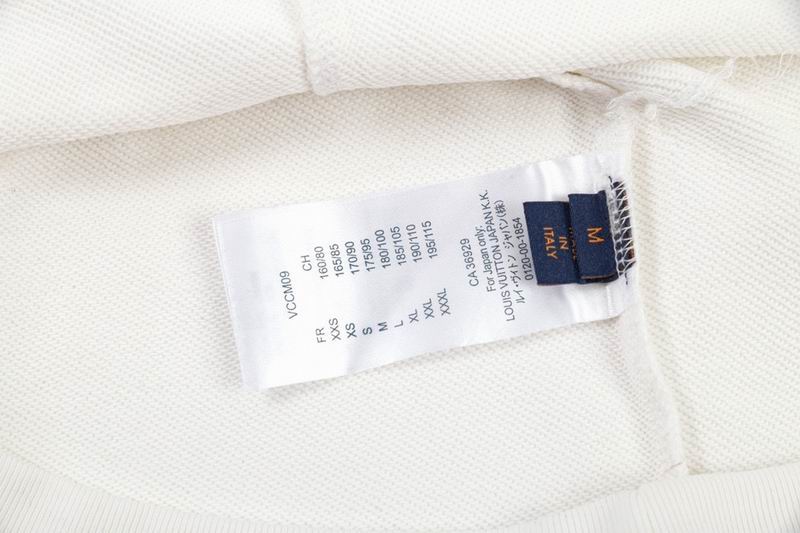 VCCM09
FR CH
XXS 160/80
XS 165/85
S 170/90
M 175/95
L 180/100
XL 185/105
XXL 190/110
XXXL 195/115
CA 36929
For Japan only:
LOUIS VUITTON JAPAN K.K.
ルイ・ヴィトン ジャパン(株)
0120-00-1854
IN
ITALY
M